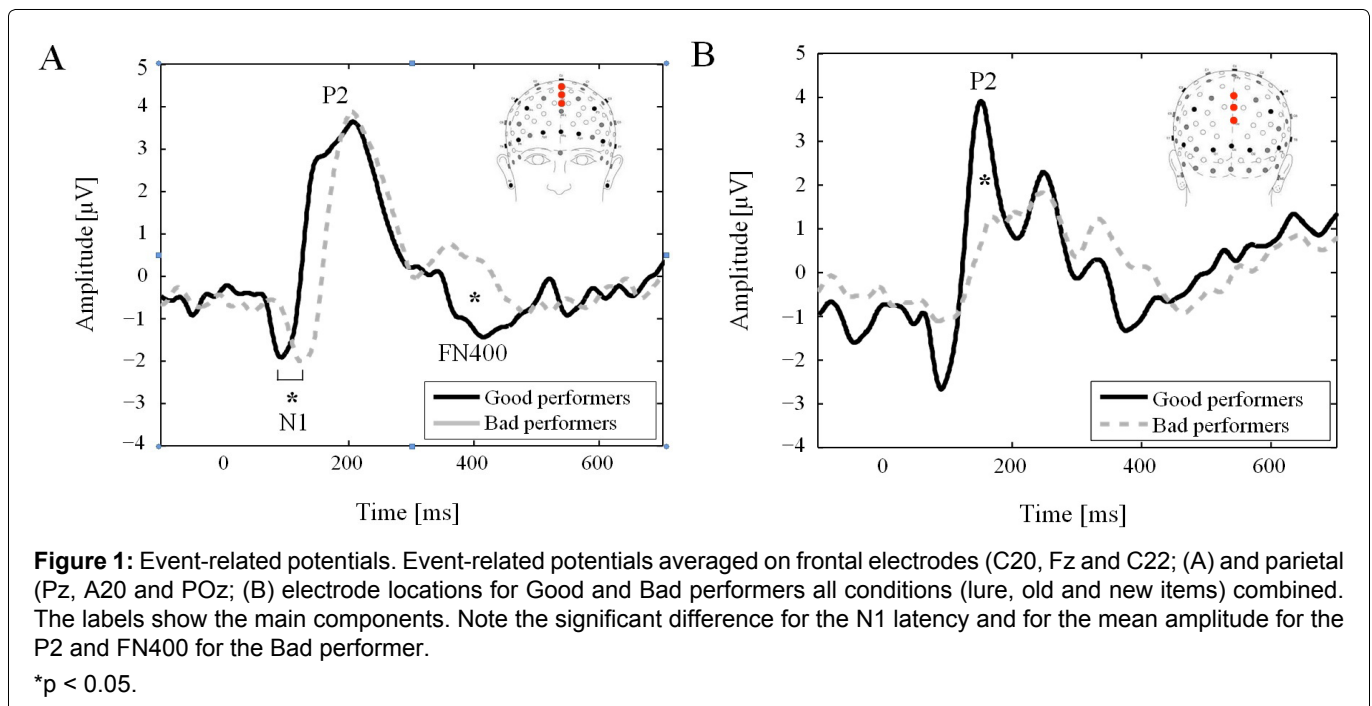 A
B
5
4
3
2
1
0
−1
−2
−3
−4
Amplitude [µV]
P2
*
N1
*
FN400
Good performers
Bad performers
0
200
400
600
Time [ms]
5
4
3
2
1
0
−1
−2
−3
−4
Amplitude [µV]
P2
*
Good performers
Bad performers
0
200
400
600
Time [ms]
Figure 1: Event-related potentials. Event-related potentials averaged on frontal electrodes (C20, Fz and C22; (A) and parietal
(Pz, A20 and POz; (B) electrode locations for Good and Bad performers all conditions (lure, old and new items) combined.
The labels show the main components. Note the significant difference for the N1 latency and for the mean amplitude for the
P2 and FN400 for the Bad performer.
*p < 0.05.